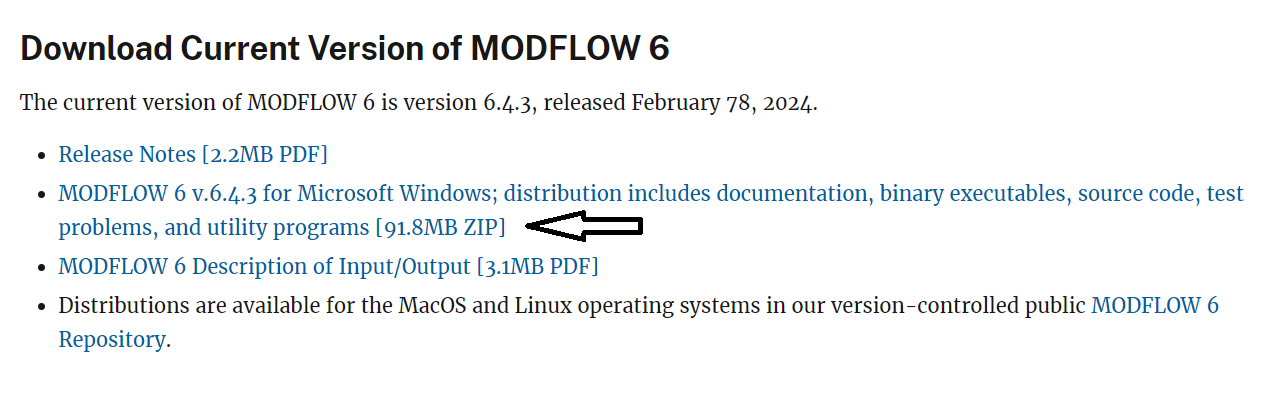 Download Current Version of MODFLOW 6
The current version of MODFLOW 6 is version 6.4.3, released February 78, 2024.
• Release Notes [2.2MB PDF]
• MODFLOW 6 v.6.4.3 for Microsoft Windows; distribution includes documentation, binary executables, source code, test
problems, and utility programs [91.8MB ZIP]
• MODFLOW 6 Description of Input/Output [3.1MB PDF]
• Distributions are available for the MacOS and Linux operating systems in our version-controlled public MODFLOW 6
Repository.